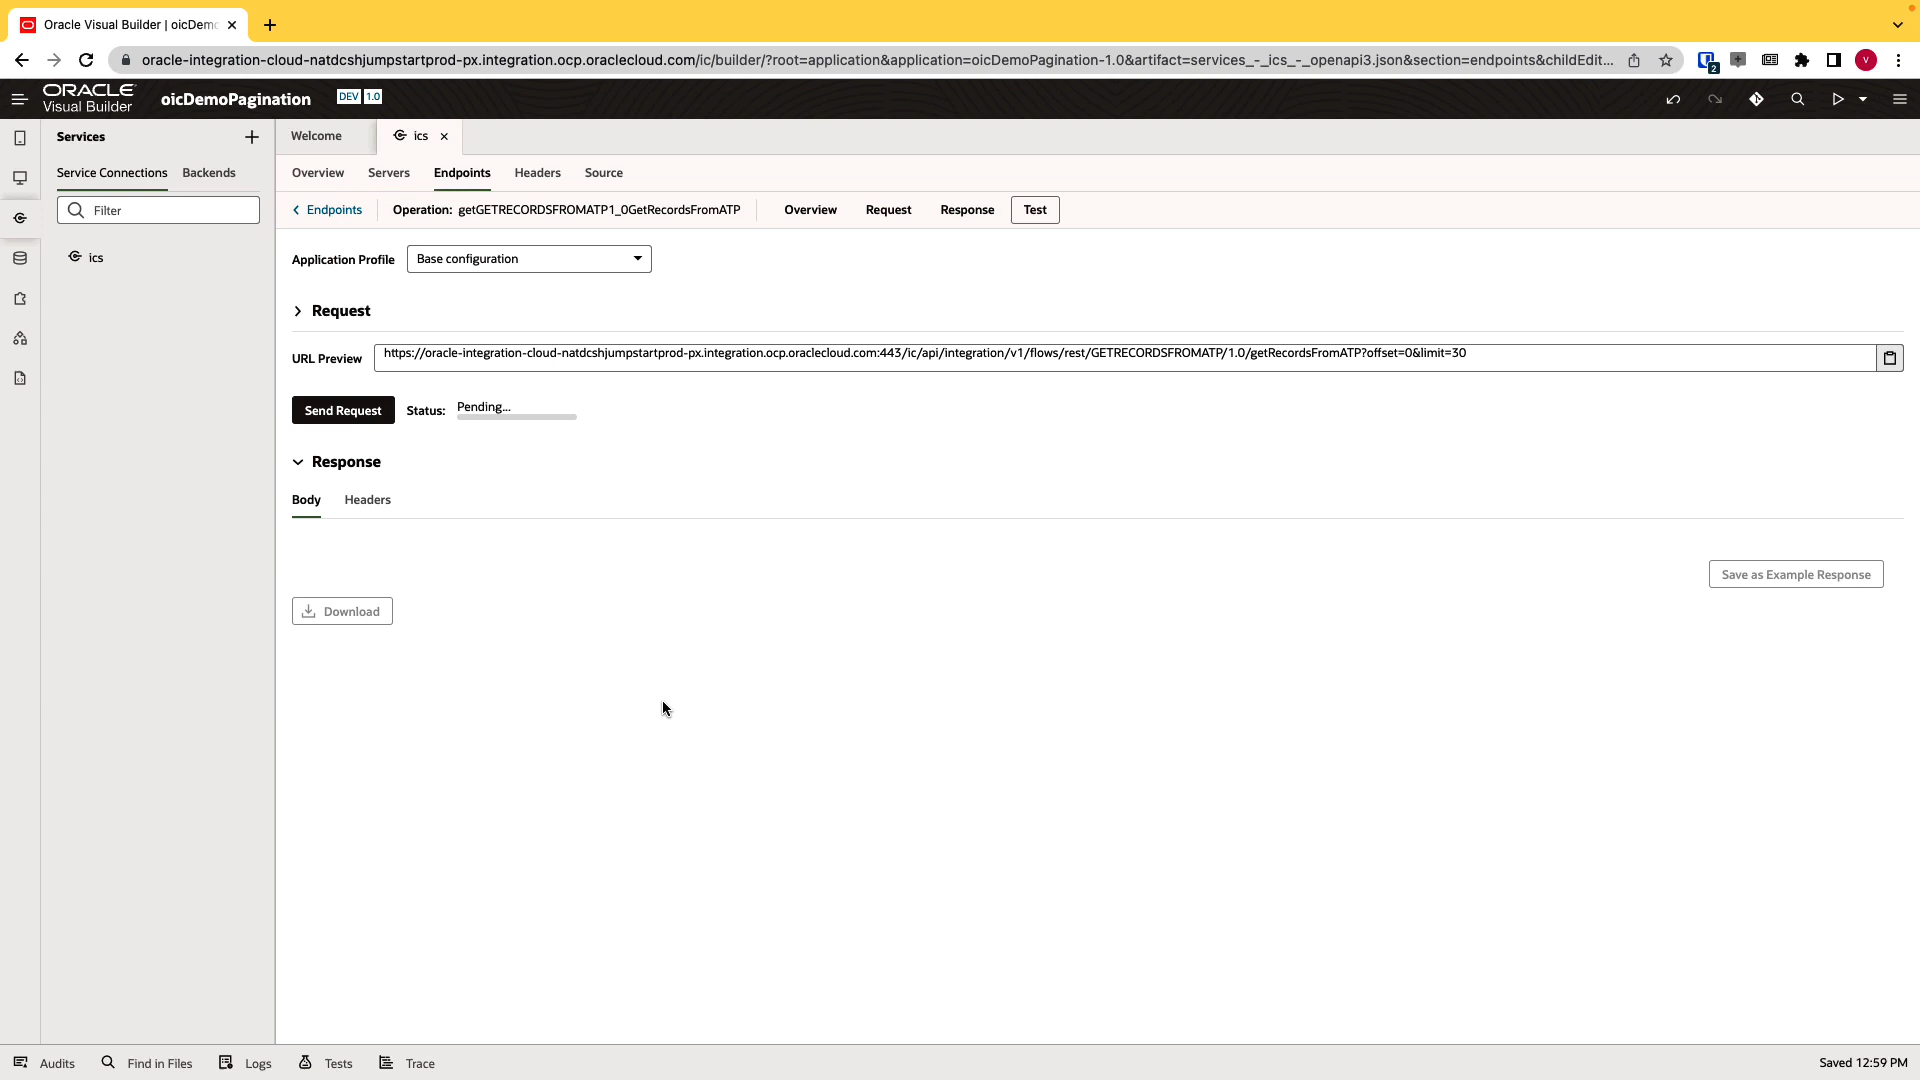 Oracle Visual Builder | oicDemo
oracle-integration-cloud-natdcshjumpstartprod-px.integration.ocp.oraclecloud.com/ic/builder/?root=application&application=oicDemoPagination-1.0&artifact=services_-_ics_-_openapi3.json&section=endpoints&childEdit...
2
V
ORACLE
Visual Builder
oicDemoPagination
DEV 1.0
Services
Welcome
ics
Service Connections
Backends
Overview
Servers
Endpoints
Headers
Source
Filter
Endpoints
Operation: getGETRECORDSFROMATP1_0GetRecordsFromATP
Overview
Request
Response
Test
ics
Application Profile
Base configuration
Request
URL Preview
https://oracle-integration-cloud-natdcshjumpstartprod-px.integration.ocp.oraclecloud.com:443/ic/api/integration/v1/flows/rest/GETRECORDSFROMATP/1.0/getRecordsFromATP?offset=0&limit=30
Send Request
Status:
Pending...
Response
Body
Headers
Save as Example Response
Download
Audits
Find in Files
Logs
Tests
Trace
Saved 12:59 PM